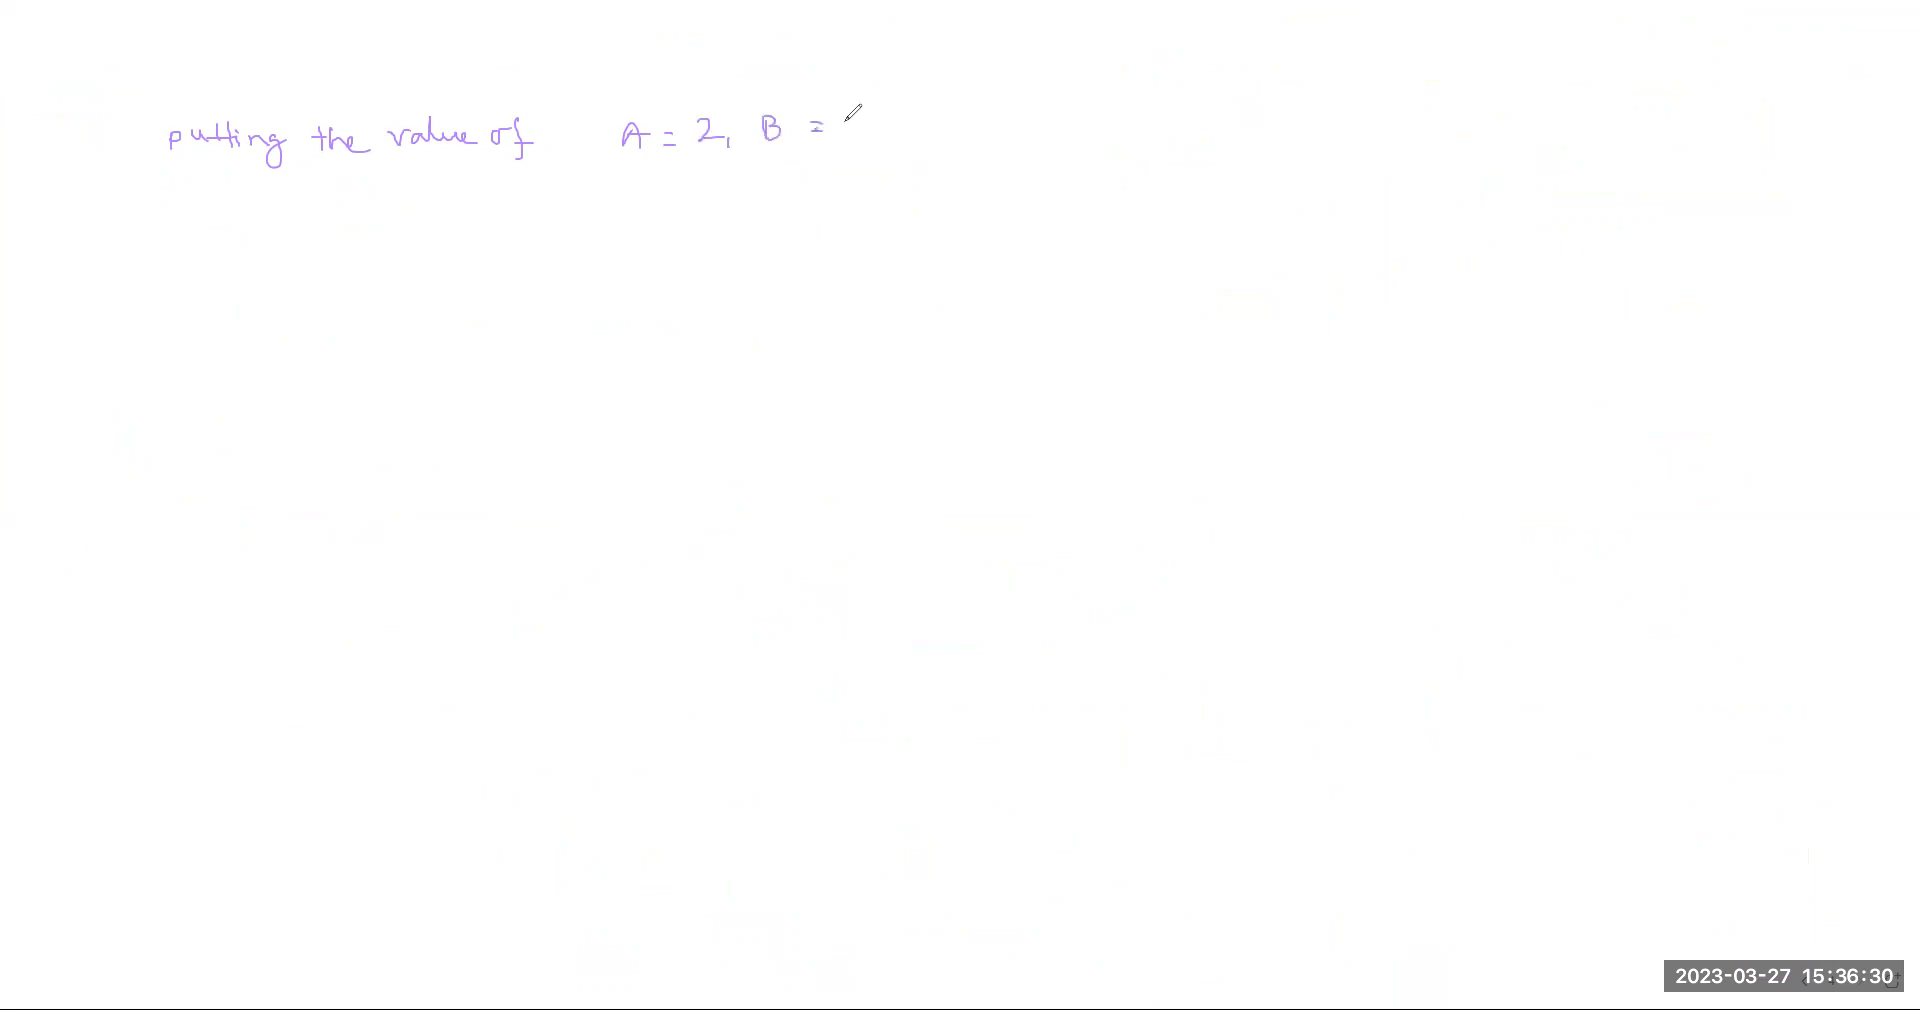 putting the value of A = 2, B =
2023-03-27 15:36:30